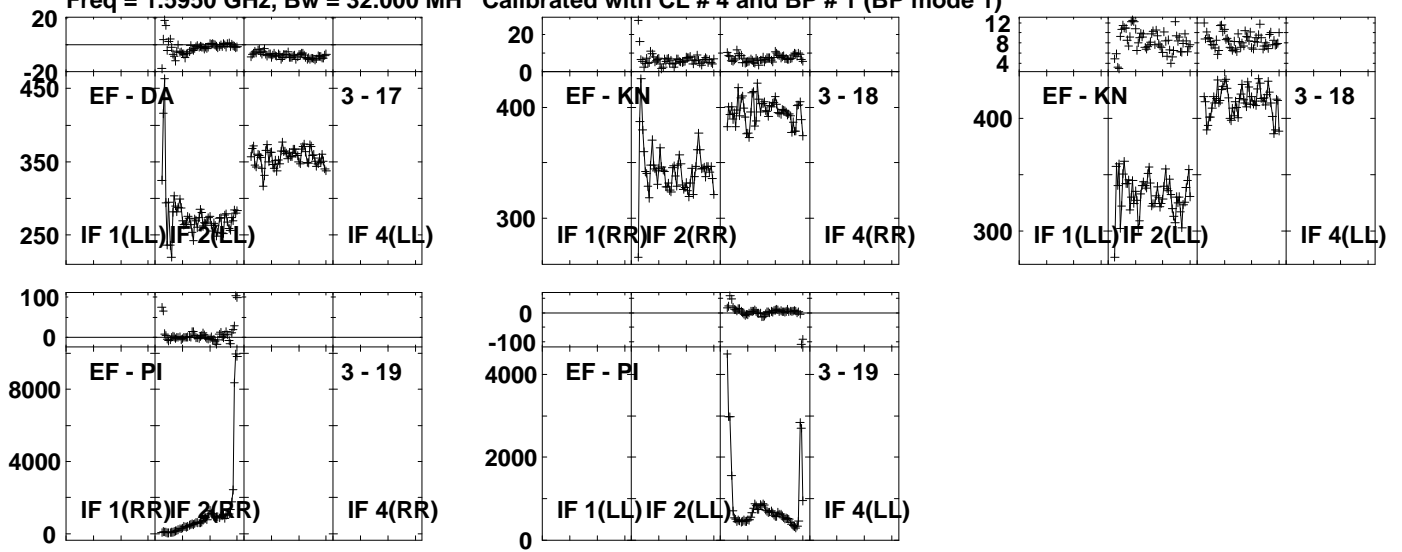 Freq = 1.5950 GHz, Bw = 32.000 MH Calibrated with CL # 4 and BP # 1 (BP mode 1)
20
-20
450
350
250
EF - DA 3 - 17
IF 1(LL) IF 2(LL) IF 4(LL)
20
0
400
300
EF - KN 3 - 18
IF 1(RR) IF 2(RR) IF 4(RR)
12
8
4
400
300
EF - KN 3 - 18
IF 1(LL) IF 2(LL) IF 4(LL)
100
0
8000
4000
0
EF - PI 3 - 19
IF 1(RR) IF 2(RR) IF 4(RR)
0
-100
4000
2000
0
EF - PI 3 - 19
IF 1(LL) IF 2(LL) IF 4(LL)